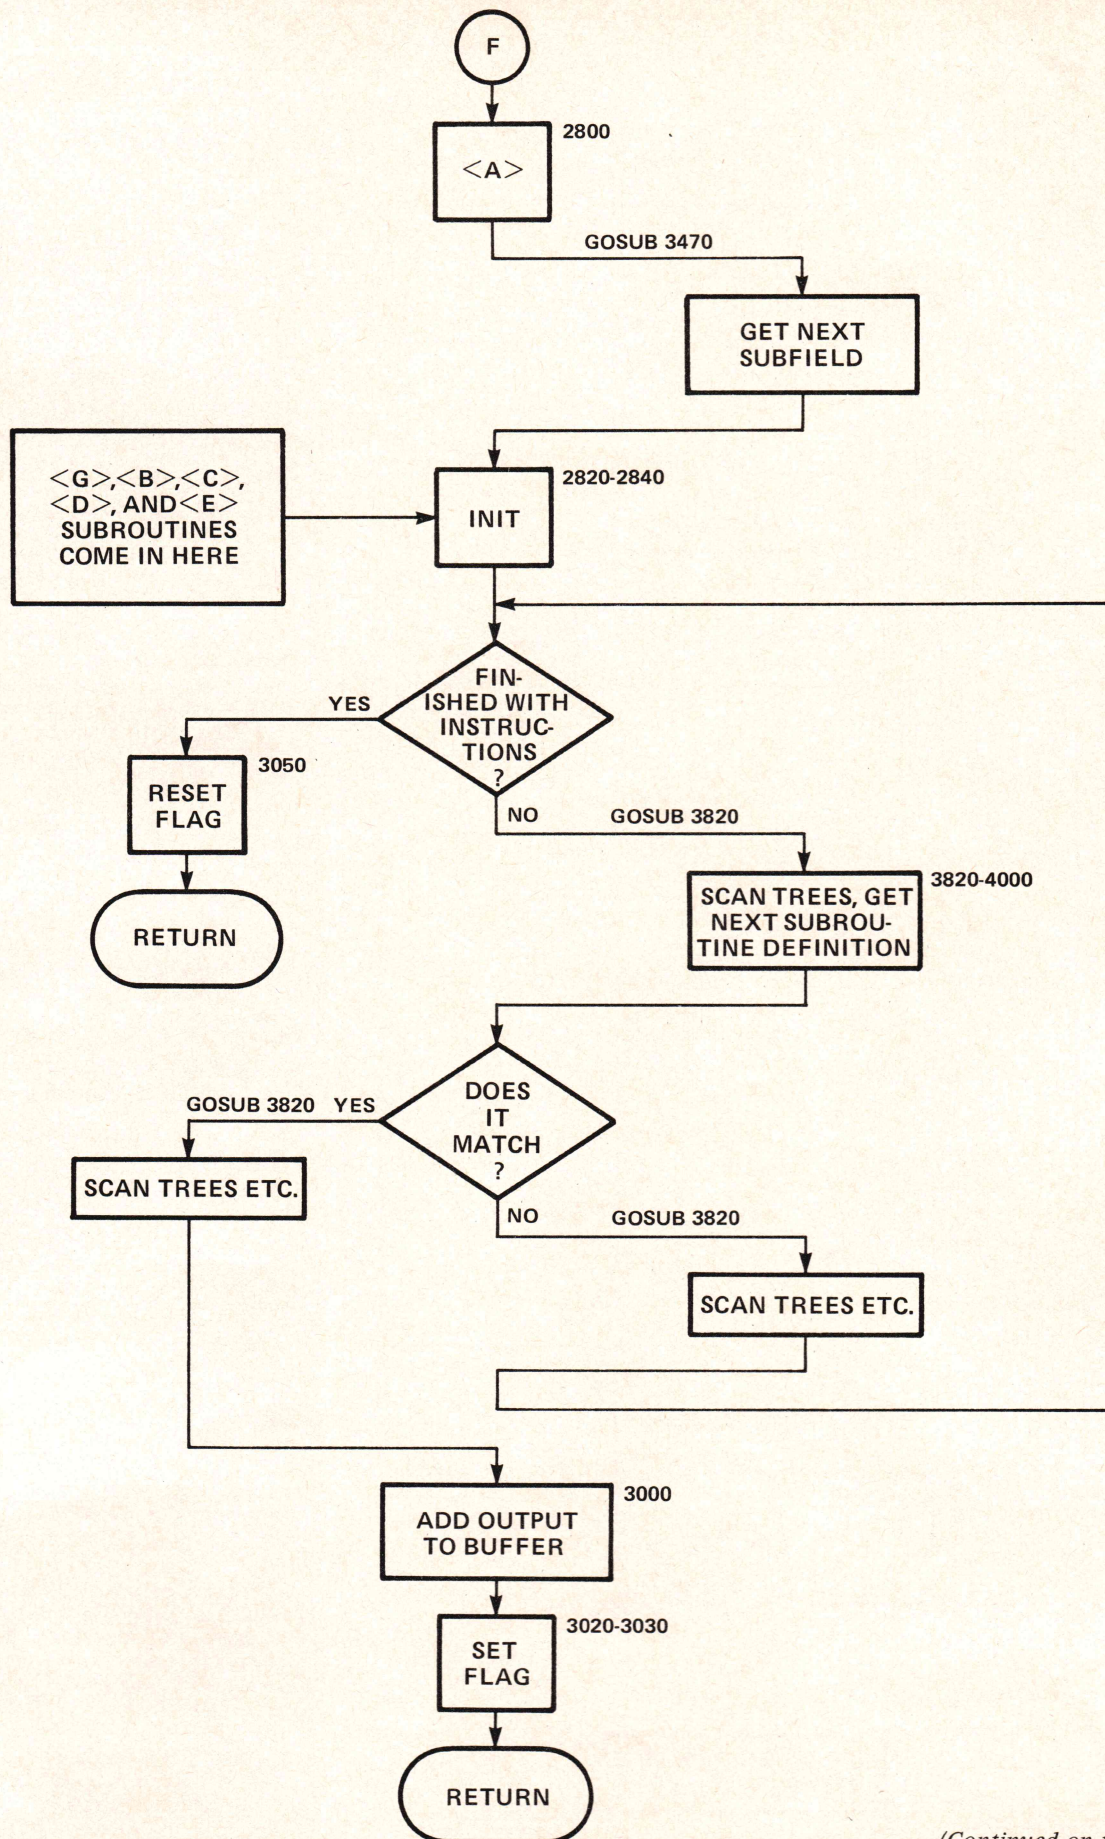 F
2800
<A>
GOSUB 3470
GET NEXT
SUBFIELD
<G>,<B>,<C>,
<D>, AND<E>
SUBROUTINES
COME IN HERE
2820-2840
INIT
FIN-
ISHED WITH
INSTRUC-
TIONS
?
YES
3050
RESET
FLAG
RETURN
NO
GOSUB 3820
3820-4000
SCAN TREES, GET
NEXT SUBROU-
TINE DEFINITION
DOES
IT
MATCH
?
GOSUB 3820 YES
SCAN TREES ETC.
NO
GOSUB 3820
SCAN TREES ETC.
3000
ADD OUTPUT
TO BUFFER
3020-3030
SET
FLAG
RETURN
(Continued on